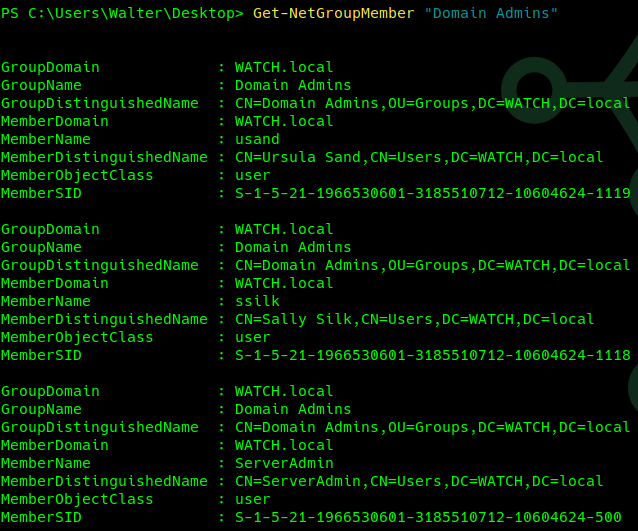 PS C:\Users\Walter\Desktop> Get-NetGroupMember "Domain Admins"
GroupDomain : WATCH.local
GroupName : Domain Admins
GroupDistinguishedName : CN=Domain Admins,OU=Groups,DC=WATCH,DC=local
MemberDomain : WATCH.local
MemberName : usand
MemberDistinguishedName : CN=Ursula Sand,CN=Users,DC=WATCH,DC=local
MemberObjectClass : user
MemberSID : S-1-5-21-1966530601-3185510712-10604624-1119
GroupDomain : WATCH.local
GroupName : Domain Admins
GroupDistinguishedName : CN=Domain Admins,OU=Groups,DC=WATCH,DC=local
MemberDomain : WATCH.local
MemberName : ssilk
MemberDistinguishedName : CN=Sally Silk,CN=Users,DC=WATCH,DC=local
MemberObjectClass : user
MemberSID : S-1-5-21-1966530601-3185510712-10604624-1118
GroupDomain : WATCH.local
GroupName : Domain Admins
GroupDistinguishedName : CN=Domain Admins,OU=Groups,DC=WATCH,DC=local
MemberDomain : WATCH.local
MemberName : ServerAdmin
MemberDistinguishedName : CN=ServerAdmin,CN=Users,DC=WATCH,DC=local
MemberObjectClass : user
MemberSID : S-1-5-21-1966530601-3185510712-10604624-500